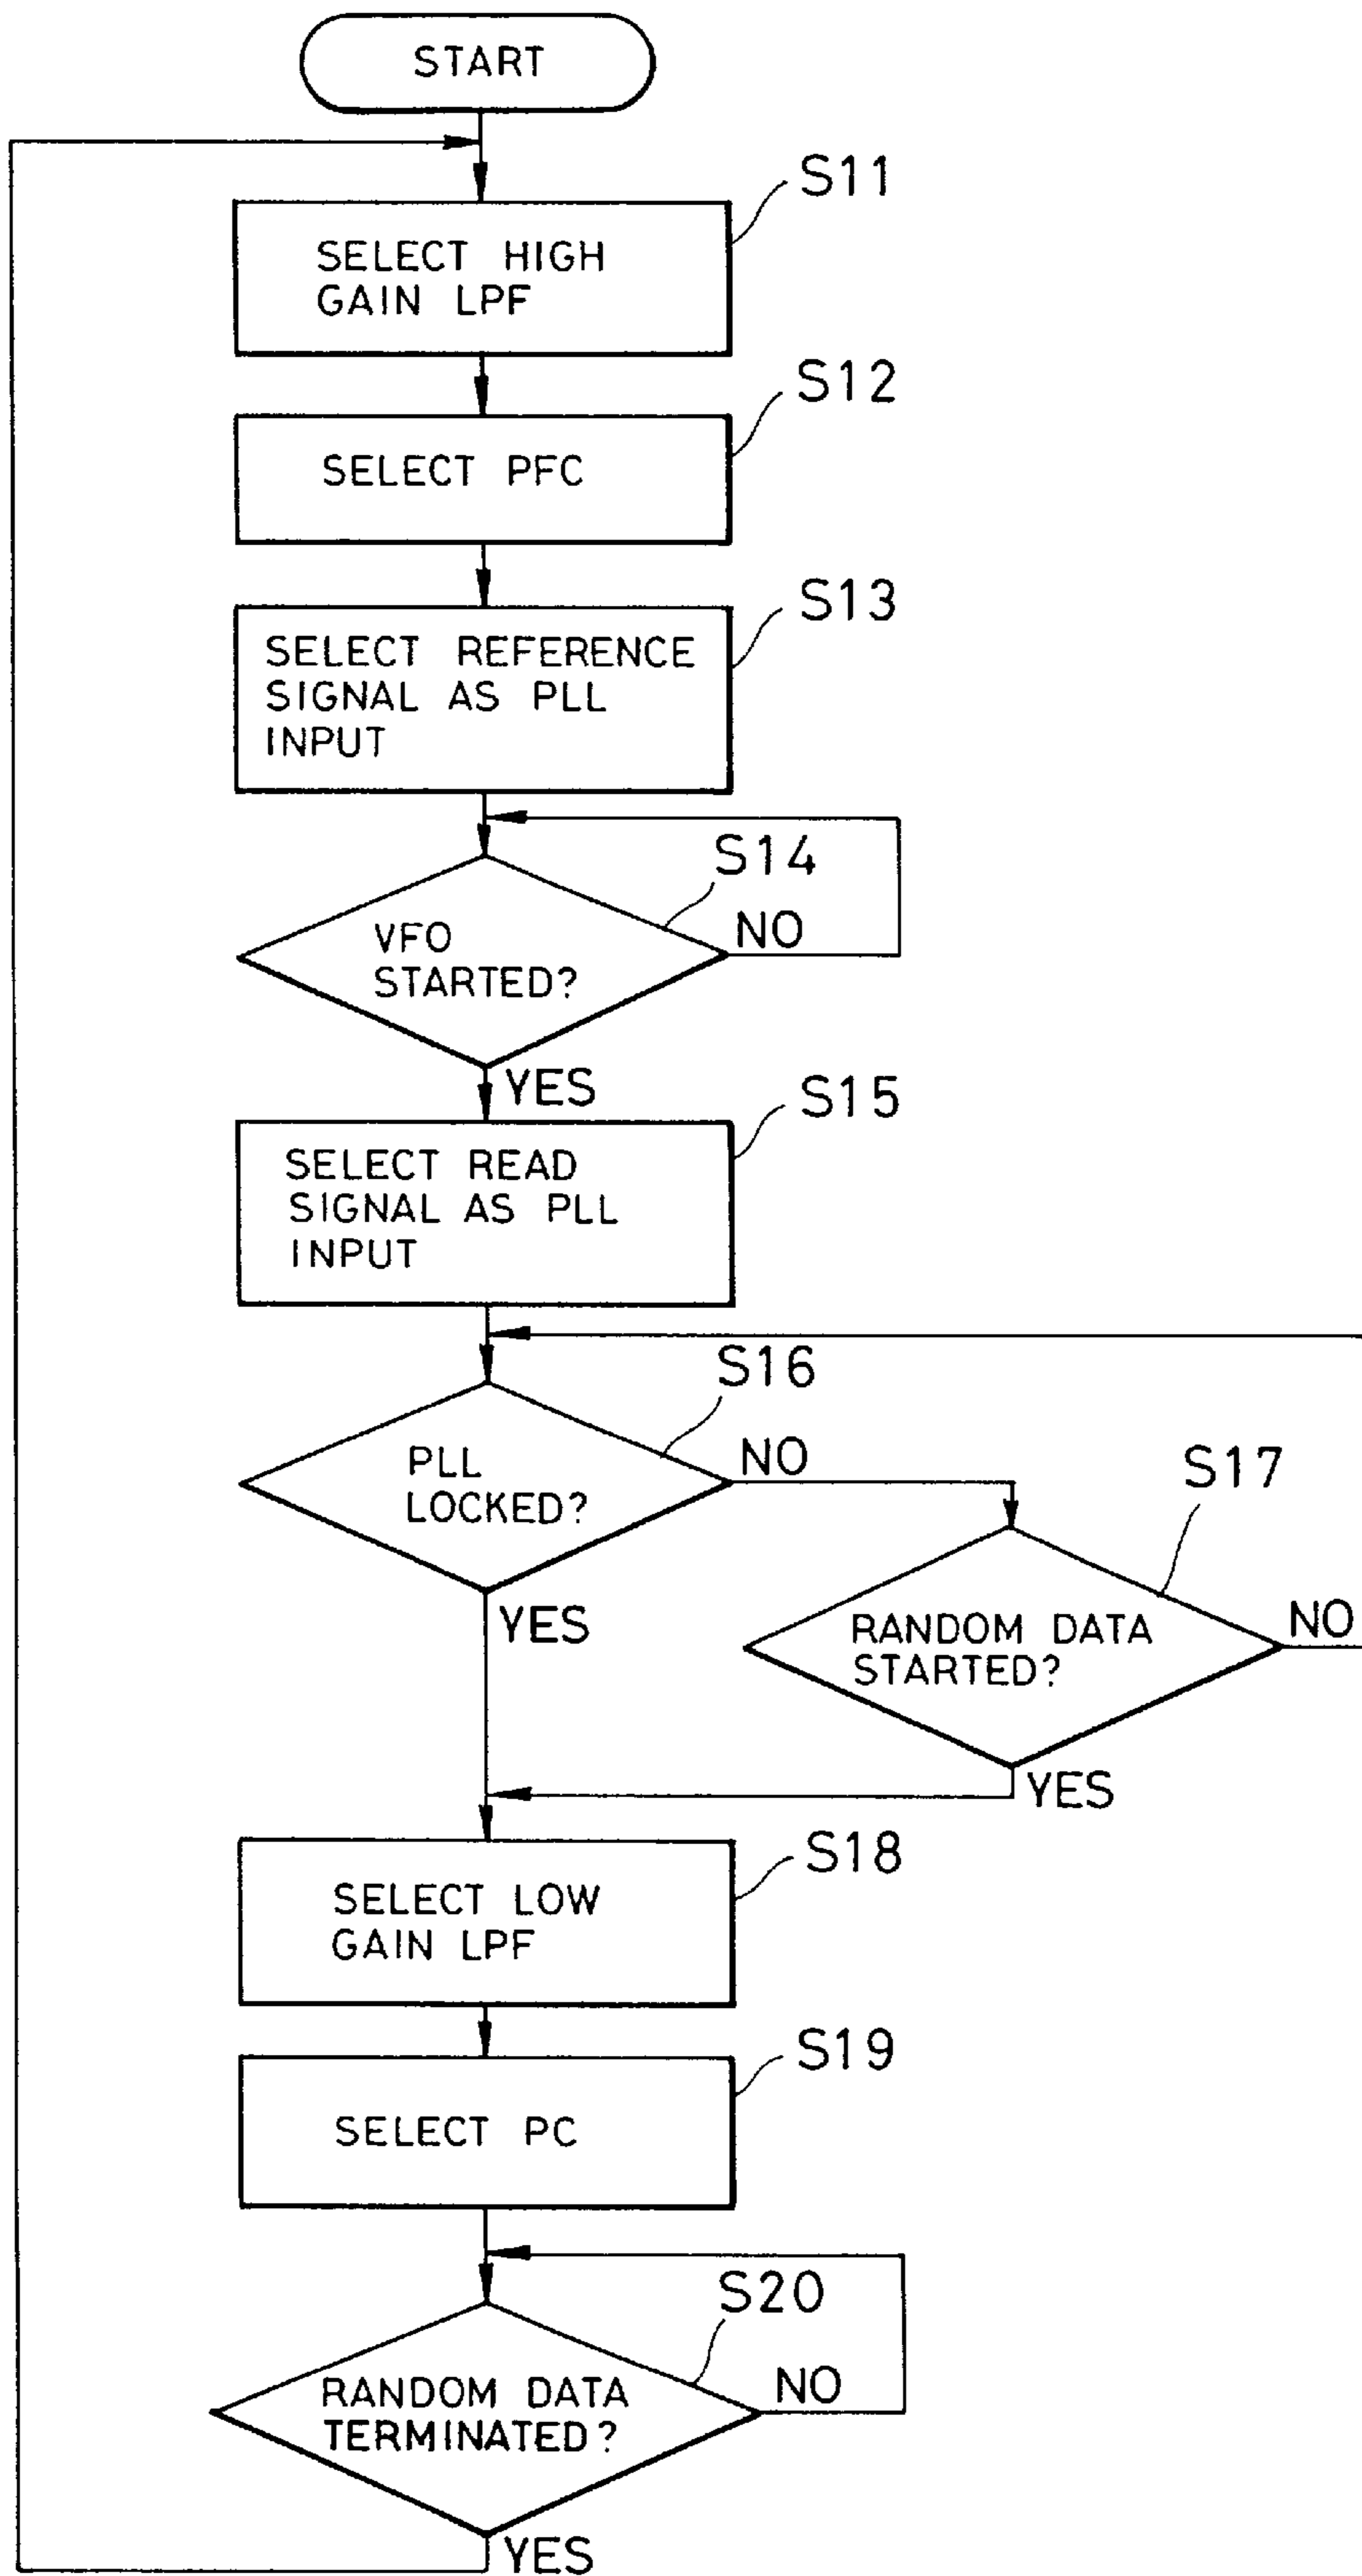 START
S11
SELECT HIGH
GAIN LPF
S12
SELECT PFC
S13
SELECT REFERENCE
SIGNAL AS PLL
INPUT
S14
VFO
STARTED?
NO
YES
S15
SELECT READ
SIGNAL AS PLL
INPUT
S16
PLL
LOCKED?
NO
YES
S17
RANDOM DATA
STARTED?
NO
YES
S18
SELECT LOW
GAIN LPF
S19
SELECT PC
S20
RANDOM DATA
TERMINATED?
NO
YES